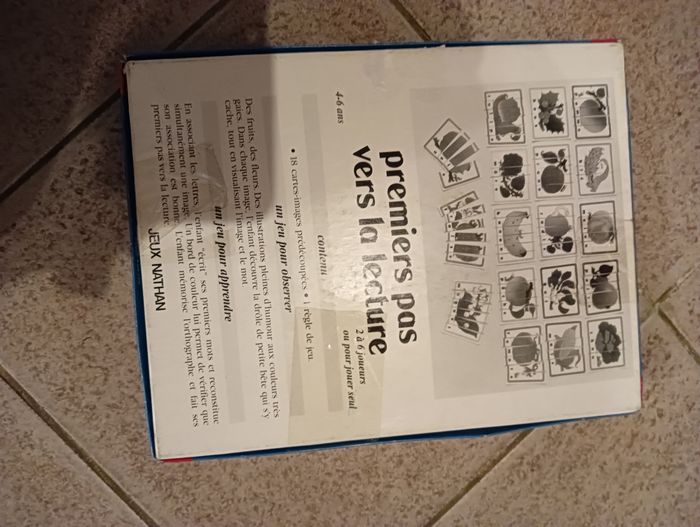 premiers pas
vers la lecture
4-6 ans
2 à 6 joueurs
ou pour jouer seul
contenu
• 18 cartes-images prédécoupées • 1 règle de jeu.
un jeu pour observer
Des fruits, des fleurs. Des illustrations pleines d'humour aux couleurs très
gaies. Dans chaque image, l'enfant découvre la drôle de petite bête qui s'y
cache, tout en visualisant l'image et le mot
un jeu pour apprendre
En associant les lettres, l'enfant "écrit" ses premiers mots et reconstitue
simultanément une image. Un bord de couleur lui permet de vérifier que
son association est bonne. L'enfant mémorise l'orthographe et fait ses
premiers pas vers la lecture.
JEUX NATHAN